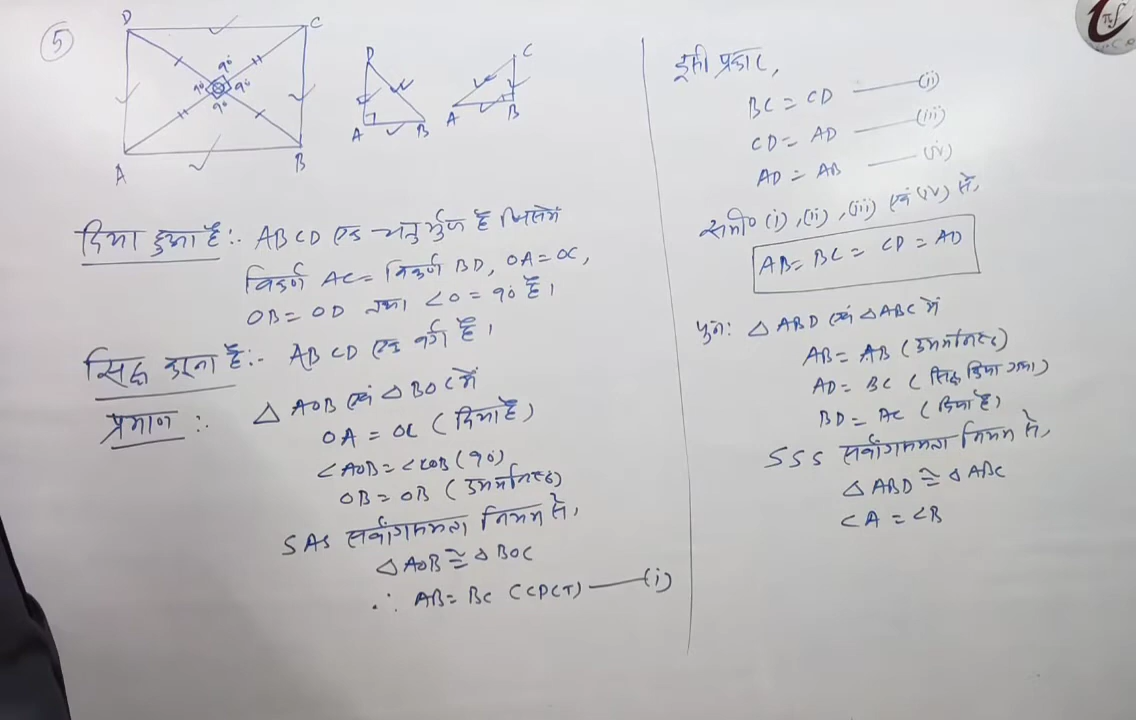 5
D C
A B
90° 90° 90° 90°
D
A B
C
A B
दिया हुआ है:- ABCD एक चतुर्भुज है जिसमें
विकर्ण AC = विकर्ण BD, OA = OC,
OB = OD तथा ∠O = 90° है।
सिद्ध करना है:- ABCD एक वर्ग है।
प्रमाण :- △ AOB एवं △ BOC में
OA = OC (दिया है)
∠AOB = ∠COB (90°)
OB = OB (उभयनिष्ठ)
SAS सर्वांगसमता नियम से,
△ AOB ≅ △ BOC
∴ AB = BC (CPCT) — (i)
इसी प्रकार,
BC = CD — (ii)
CD = AD — (iii)
AD = AB — (iv)
समी० (i), (ii), (iii) एवं (iv) से,
AB = BC = CD = AD
पुनः △ ABD एवं △ ABC में
AB = AB (उभयनिष्ठ)
AD = BC (सिद्ध किया गया)
BD = AC (दिया है)
SSS सर्वांगसमता नियम से,
△ ABD ≅ △ ABC
∠A = ∠B